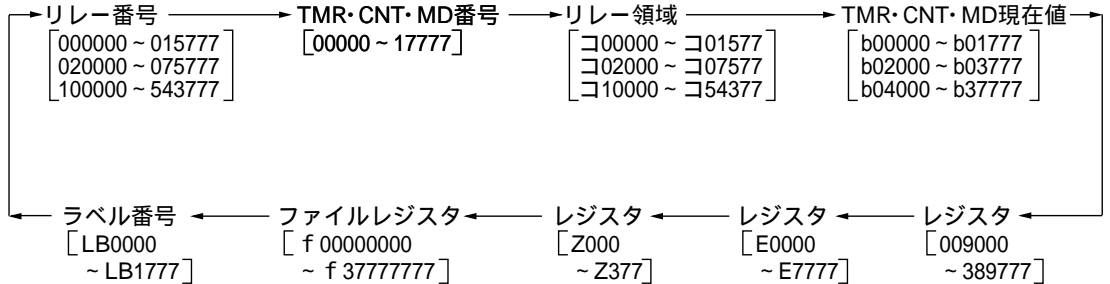 リレー番号 TMR・CNT・MD番号 リレー領域 TMR・CNT・MD現在値
000000 ~ 015777 00000 ~ 17777 コ00000 ~ コ01577 b00000 ~ b01777
020000 ~ 075777 コ02000 ~ コ07577 b02000 ~ b03777
100000 ~ 543777 コ10000 ~ コ54377 b04000 ~ b37777
ラベル番号 ファイルレジスタ レジスタ レジスタ レジスタ
LB0000 f 00000000 Z000 E0000 009000
~ LB1777 ~ f 37777777 ~ Z377 ~ E7777 ~ 389777